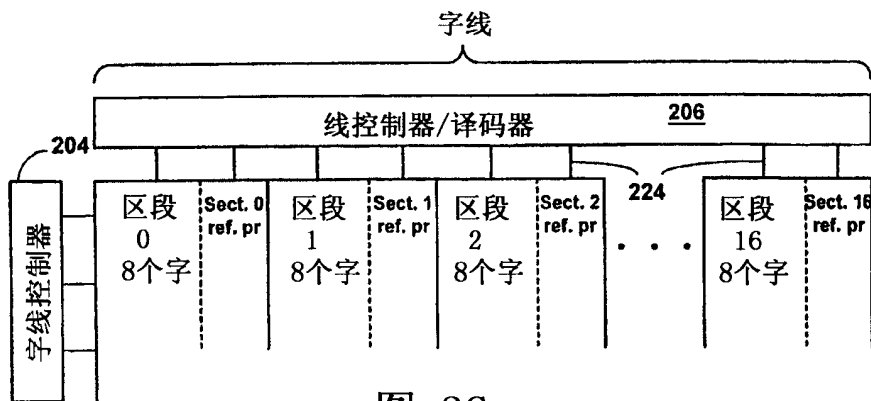 字线
线控制器/译码器 206
204
字线控制器
区段
0
8个字
Sect. 0
ref. pr
区段
1
8个字
Sect. 1
ref. pr
区段
2
8个字
Sect. 2
ref. pr
224
. . .
区段
16
8个字
Sect. 16
ref. pr